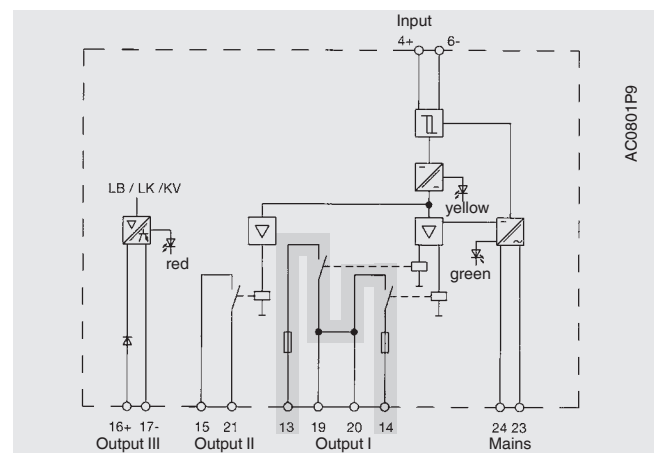 Input
4+ 6-
AC0801P9
LB / LK /KV
yellow
red
green
16+ 17- 15 21 13 19 20 14 24 23
Output III Output II Output I Mains